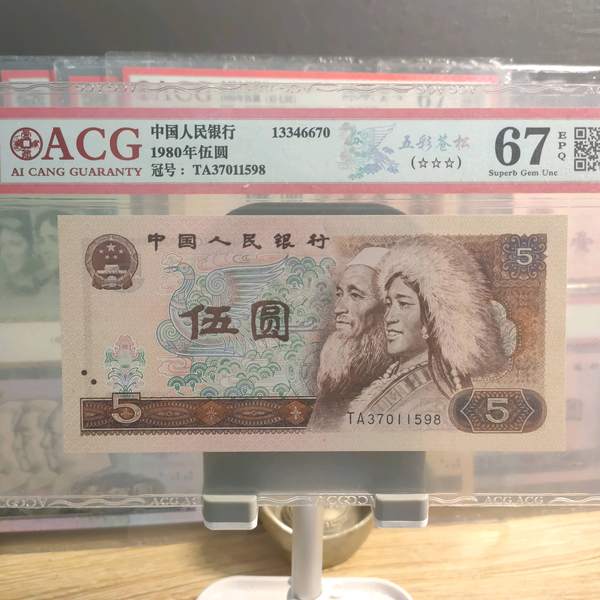 ACG
AI CANG GUARANTY
中国人民银行 13346670
1980年伍圆
冠号：TA37011598
五彩苍松
(☆☆☆)
67
EPQ
Superb Gem Unc
中国人民银行
5
伍圆
5
TA37011598
5
ACG ACG